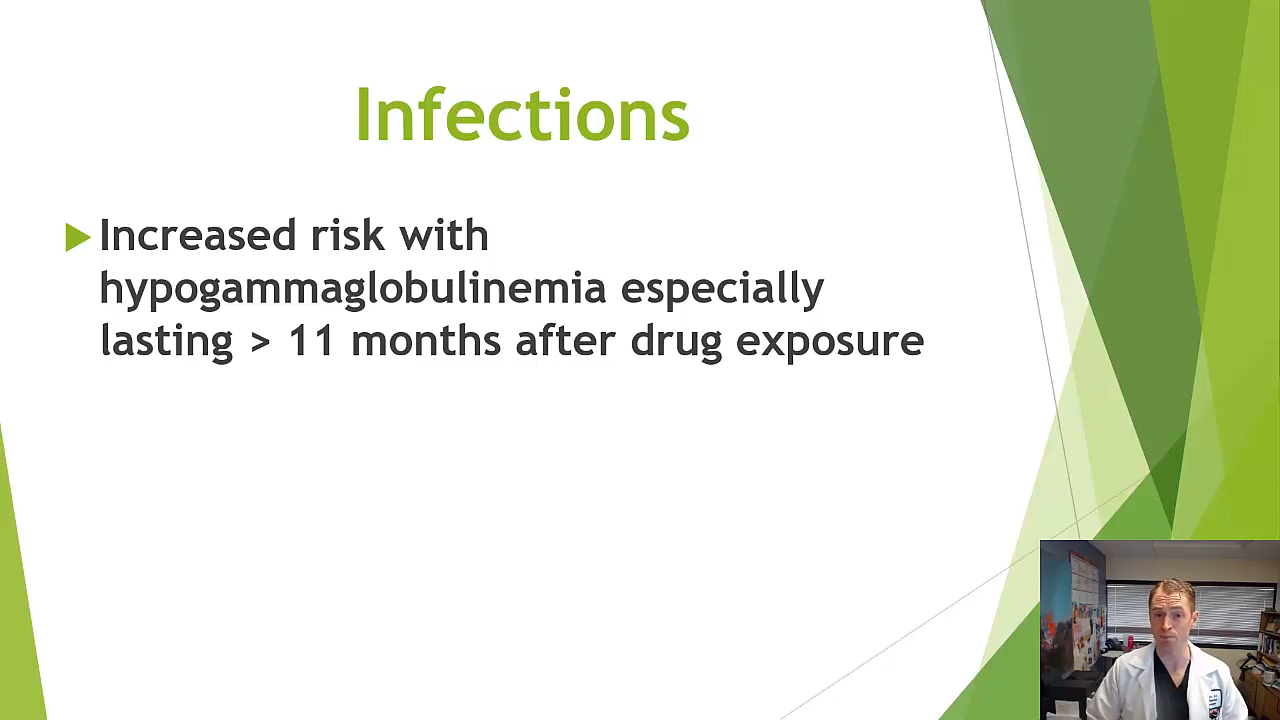 Infections
Increased risk with
hypogammaglobulinemia especially
lasting > 11 months after drug exposure